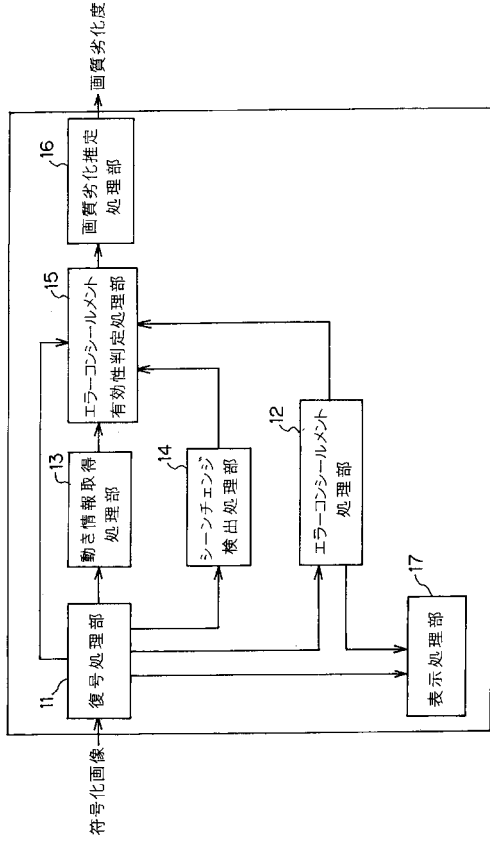 符号化画像
11
復号処理部
13
動き情報取得
処理部
15
エラーコンシールメント
有効性判定処理部
16
画質劣化推定
処理部
画質劣化度
14
シーンチェンジ
検出処理部
12
エラーコンシールメント
処理部
17
表示処理部